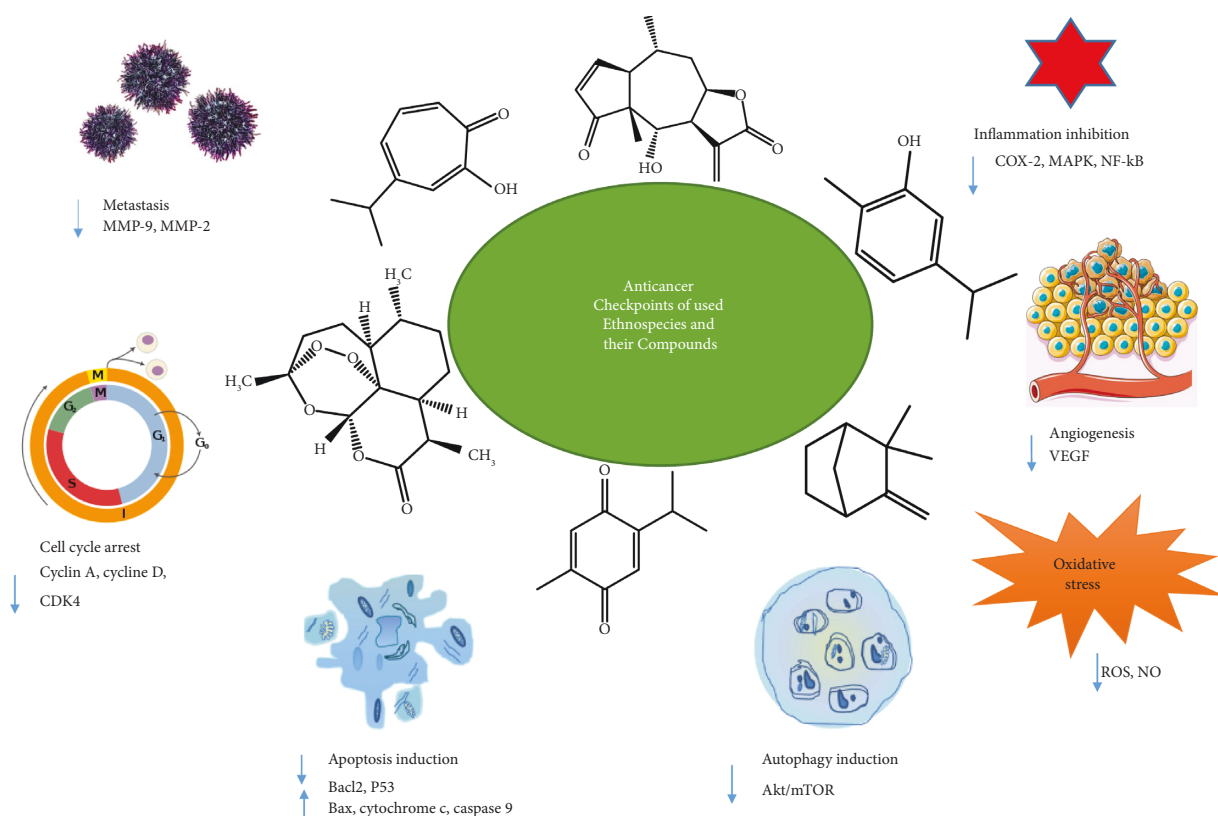 Metastasis
MMP-9, MMP-2
O
OH
O
HO
O
O
Inflammation inhibition
COX-2, MAPK, NF-kB
OH
Anticancer
Checkpoints of used
Ethnospecies and
their Compounds
H₃C
H
O
O
H₃C
O
H
H
O
CH₃
O
M
M
G₂
G₁
G₀
S
I
Cell cycle arrest
Cyclin A, cycline D,
CDK4
O
O
Angiogenesis
VEGF
Oxidative
stress
ROS, NO
Apoptosis induction
Bacl2, P53
Bax, cytochrome c, caspase 9
Autophagy induction
Akt/mTOR